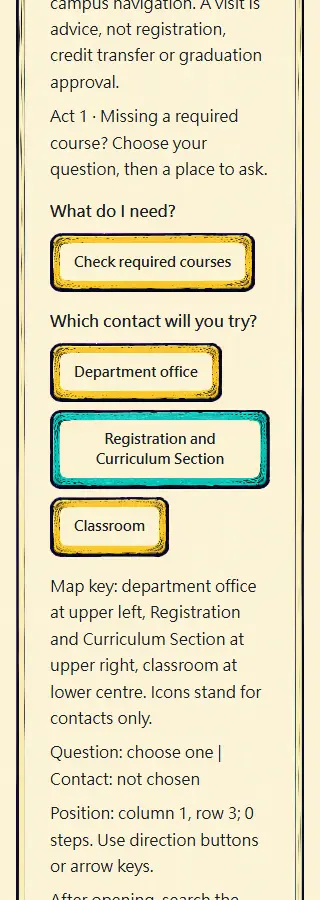 campus navigation. A visit is
advice, not registration,
credit transfer or graduation
approval.
Act 1 · Missing a required
course? Choose your
question, then a place to ask.
What do I need?
Check required courses
Which contact will you try?
Department office
Registration and
Curriculum Section
Classroom
Map key: department office
at upper left, Registration
and Curriculum Section at
upper right, classroom at
lower centre. Icons stand for
contacts only.
Question: choose one |
Contact: not chosen
Position: column 1, row 3; 0
steps. Use direction buttons
or arrow keys.
After opening, search the